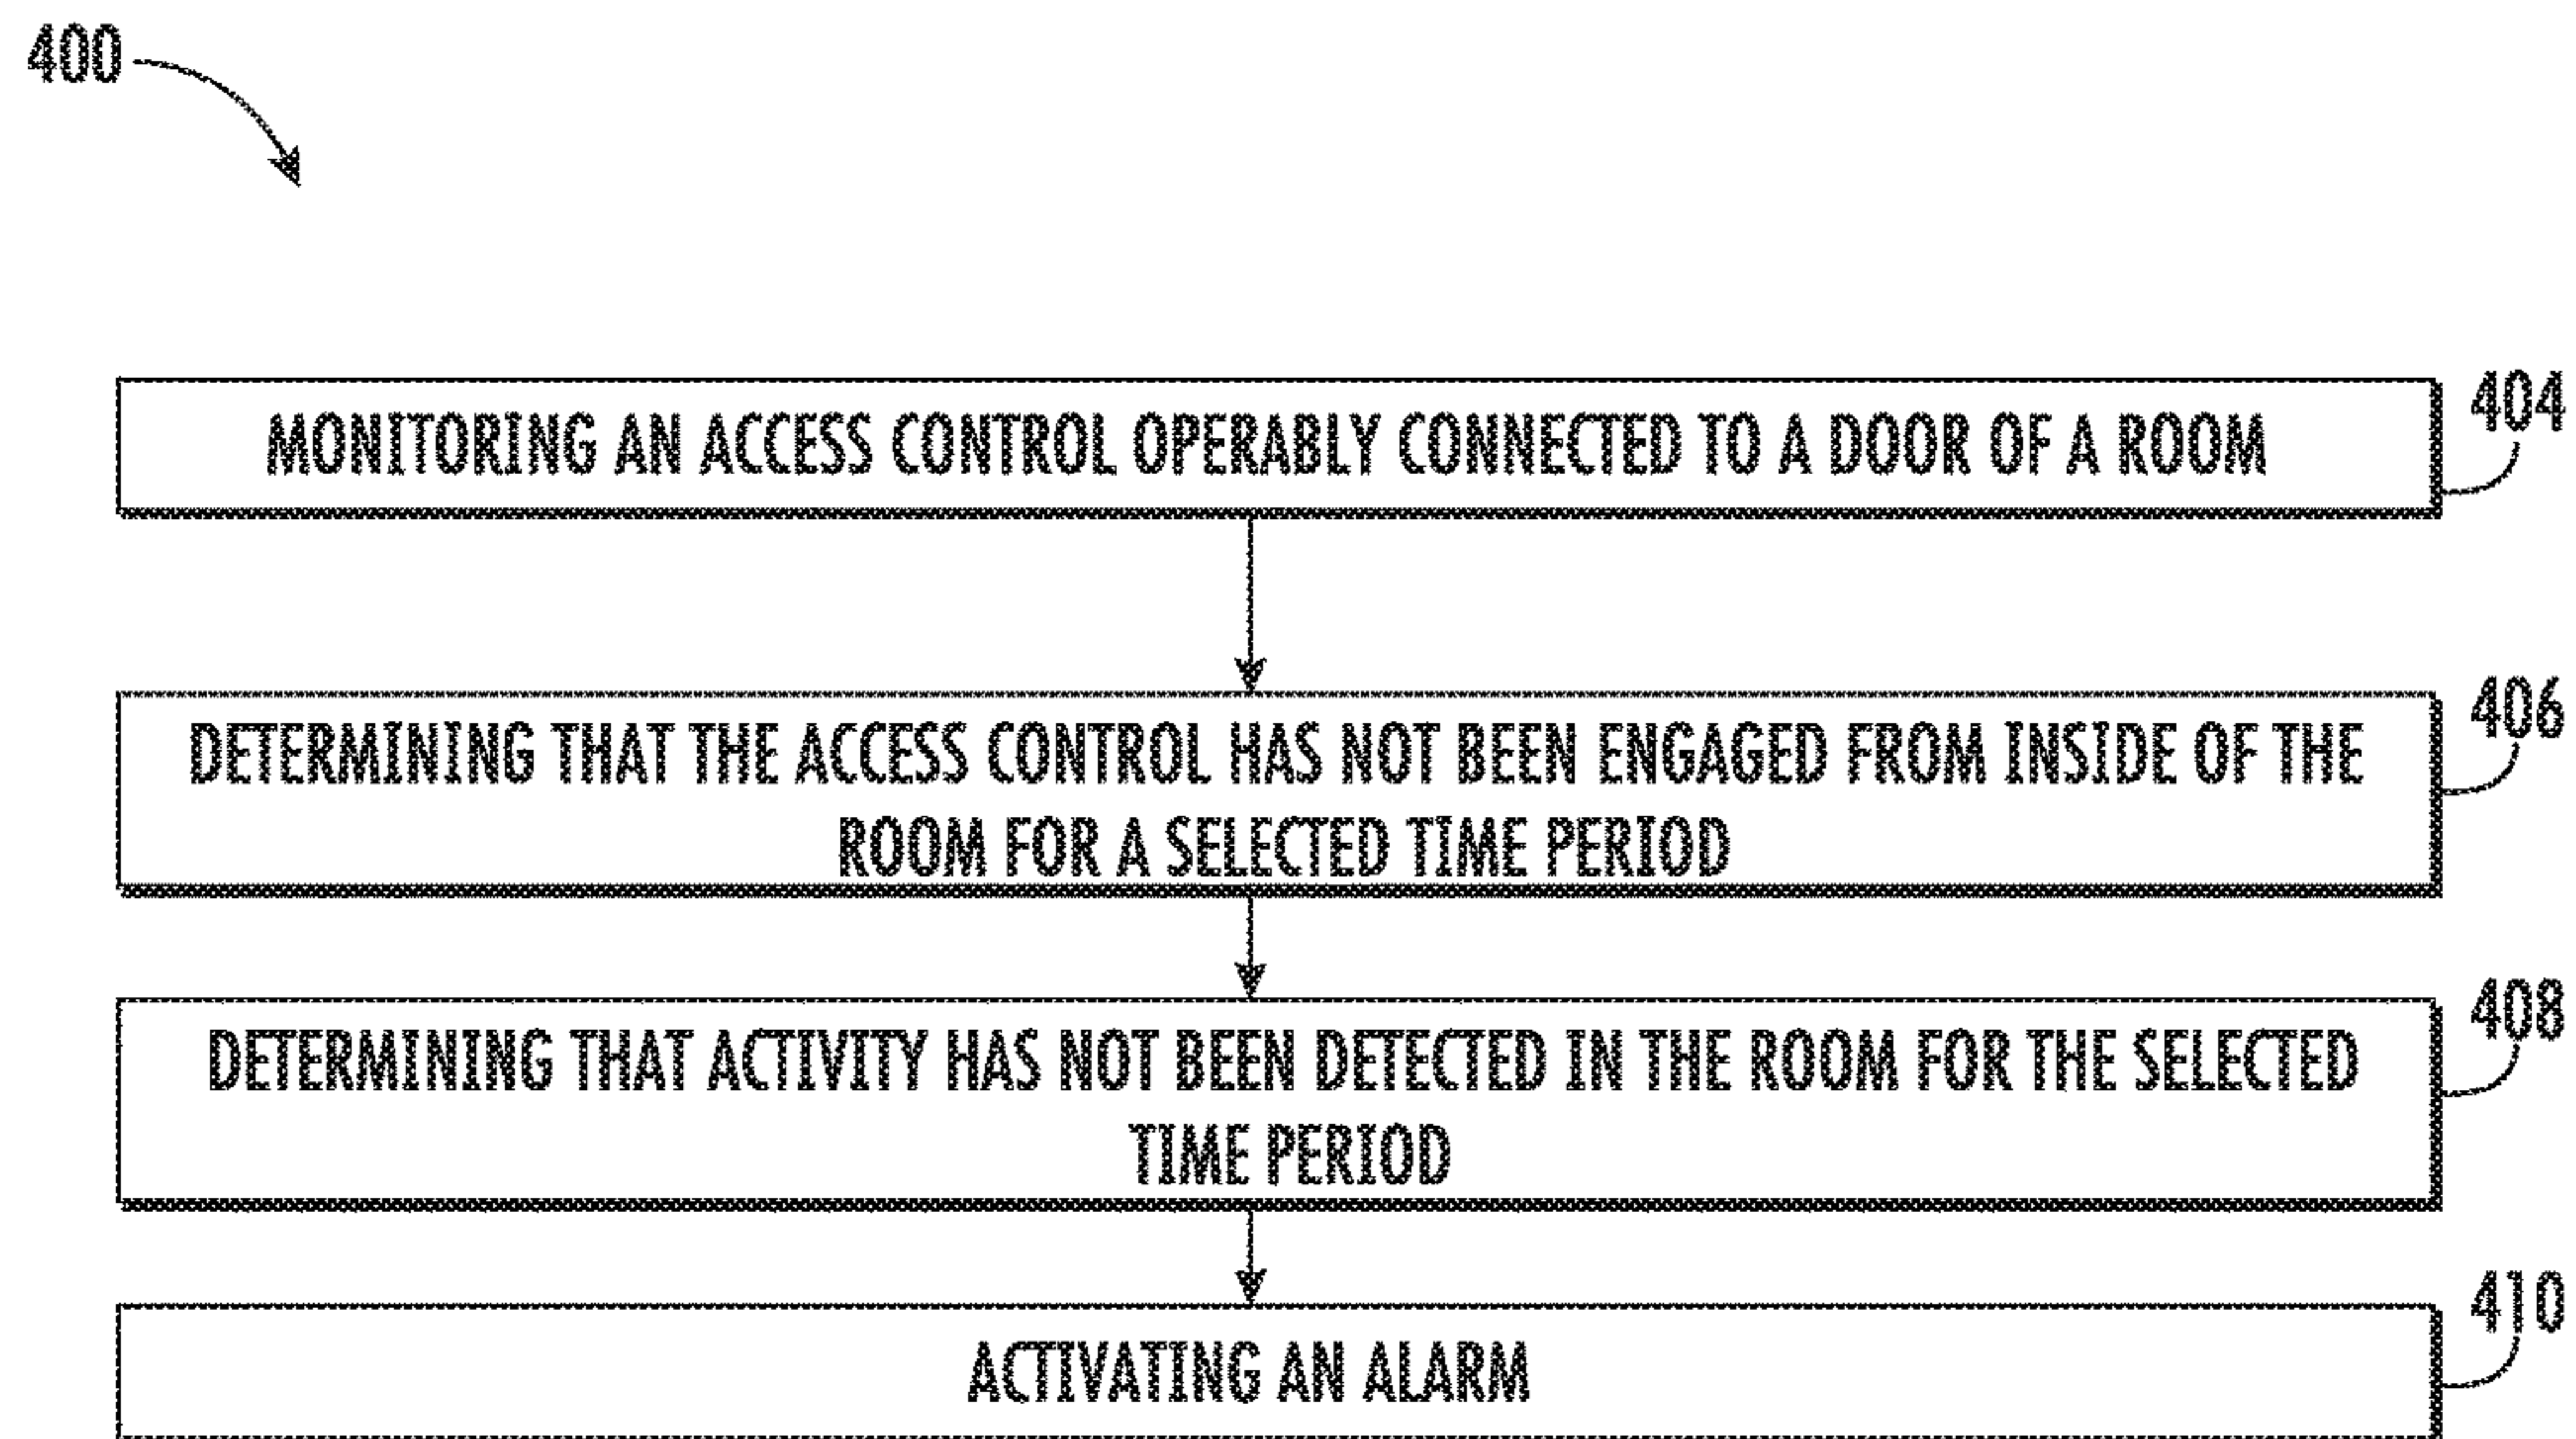 400
MONITORING AN ACCESS CONTROL OPERABLY CONNECTED TO A DOOR OF A ROOM
404
DETERMINING THAT THE ACCESS CONTROL HAS NOT BEEN ENGAGED FROM INSIDE OF THE
ROOM FOR A SELECTED TIME PERIOD
406
DETERMINING THAT ACTIVITY HAS NOT BEEN DETECTED IN THE ROOM FOR THE SELECTED
TIME PERIOD
408
ACTIVATING AN ALARM
410